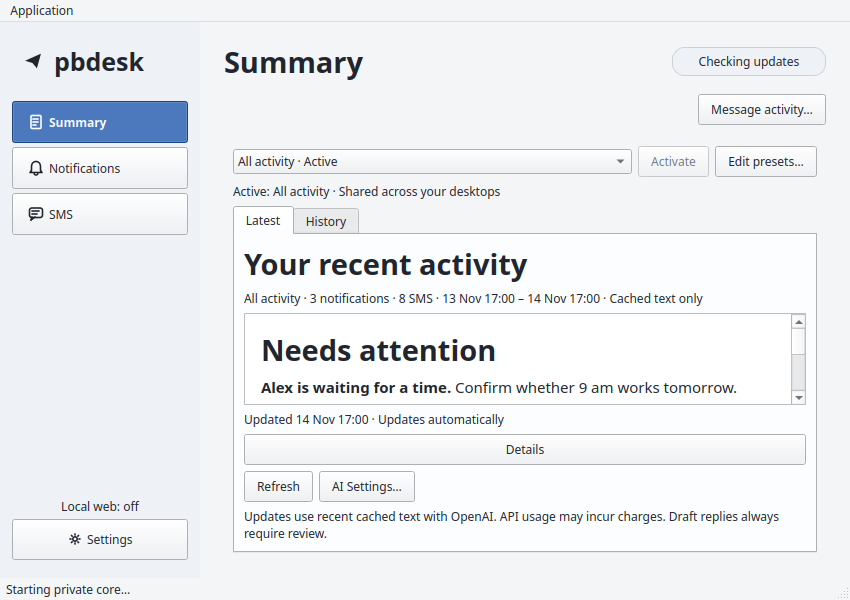 Application
pbdesk
Summary
Notifications
SMS
Local web: off
Settings
Starting private core...
Summary
Checking updates
Message activity...
All activity · Active
Activate
Edit presets...
Active: All activity · Shared across your desktops
Latest
History
Your recent activity
All activity · 3 notifications · 8 SMS · 13 Nov 17:00 – 14 Nov 17:00 · Cached text only
Needs attention
Alex is waiting for a time. Confirm whether 9 am works tomorrow.
Updated 14 Nov 17:00 · Updates automatically
Details
Refresh
AI Settings...
Updates use recent cached text with OpenAI. API usage may incur charges. Draft replies always
require review.